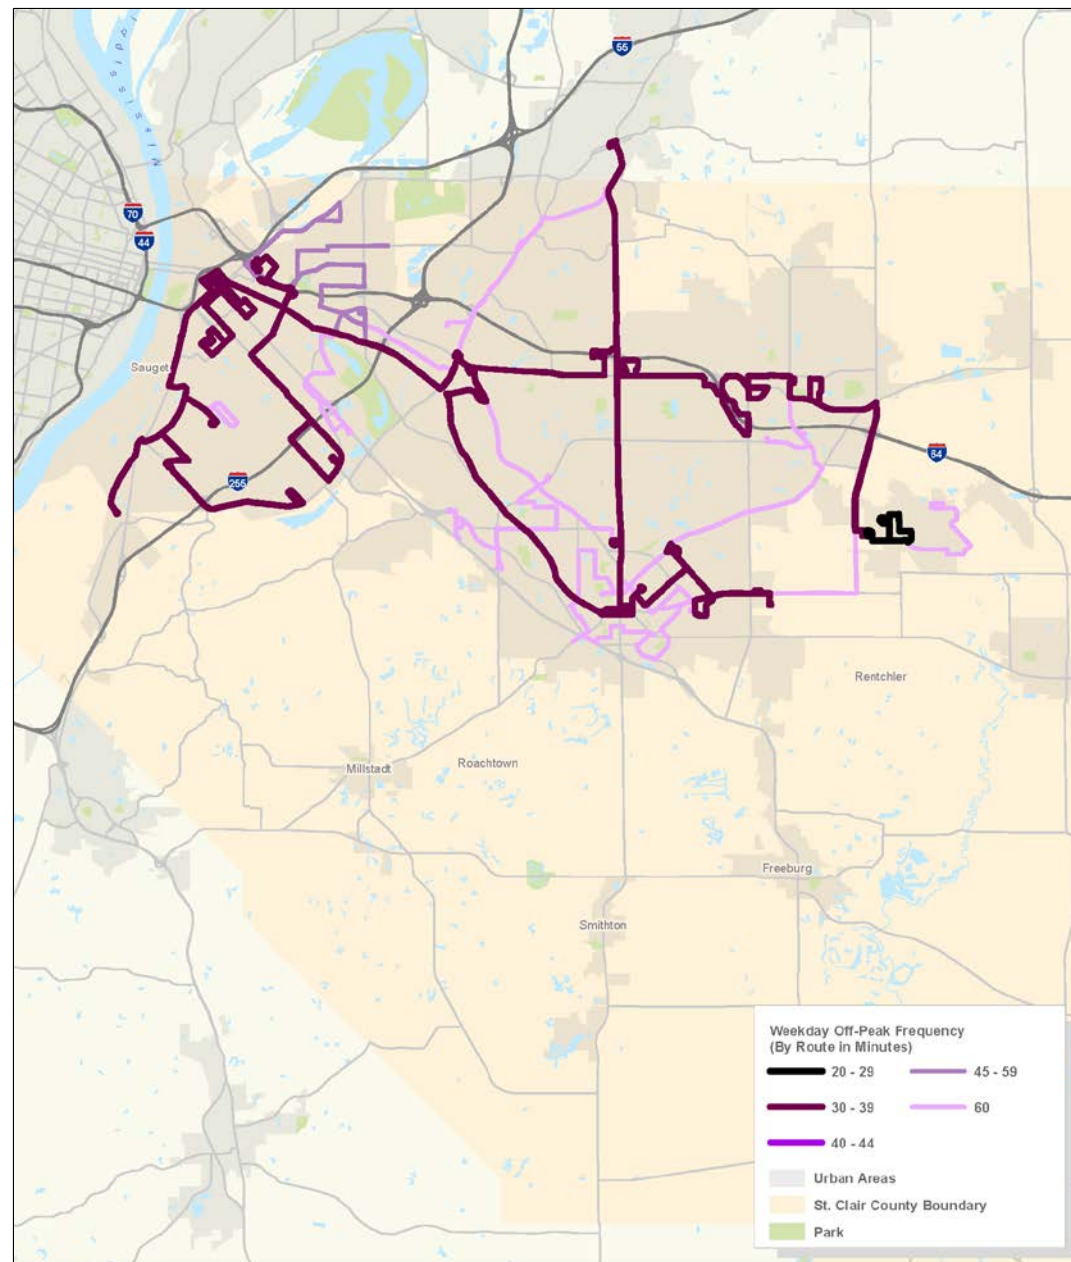 Mississippi
55
70
44
Sauget
64
255
Rentchler
Millstadt
Roachtown
Freeburg
Smithton
Weekday Off-Peak Frequency
(By Route in Minutes)
20 - 29
45 - 59
30 - 39
60
40 - 44
Urban Areas
St. Clair County Boundary
Park